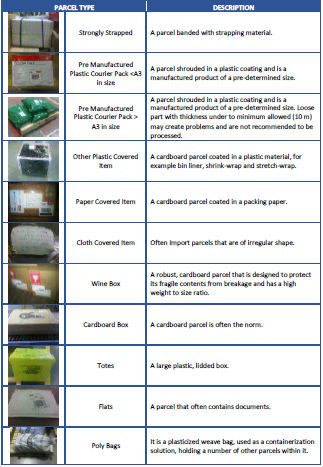 PARCEL TYPE DESCRIPTION
Strongly Strapped
A parcel banded with strapping material.
Pre Manufactured
Plastic Courier Pack <A3
in size
A parcel shrouded in a plastic coating and is a
manufactured product of a pre-determined size.
Pre Manufactured
Plastic Courier Pack >
A3 in size
A parcel shrouded in a plastic coating and is a
manufactured product of a pre-determined size. Loose
part with thickness under to minimum allowed (10 m)
may create problems and are not recommended to be
processed.
Other Plastic Covered
Item
A cardboard parcel coated in a plastic material, for
example bin liner, shrink-wrap and stretch-wrap.
Paper Covered Item
A cardboard parcel coated in a packing paper.
Cloth Covered Item
Often Import parcels that are of irregular shape.
Wine Box
A robust, cardboard parcel that is designed to protect
its fragile contents from breakage and has a high
weight to size ratio.
Cardboard Box
A cardboard parcel is often the norm.
Totes
A large plastic, lidded box.
Flats
A parcel that often contains documents.
Poly Bags
It is a plasticized weave bag, used as a containerization
solution, holding a number of other parcels within it.